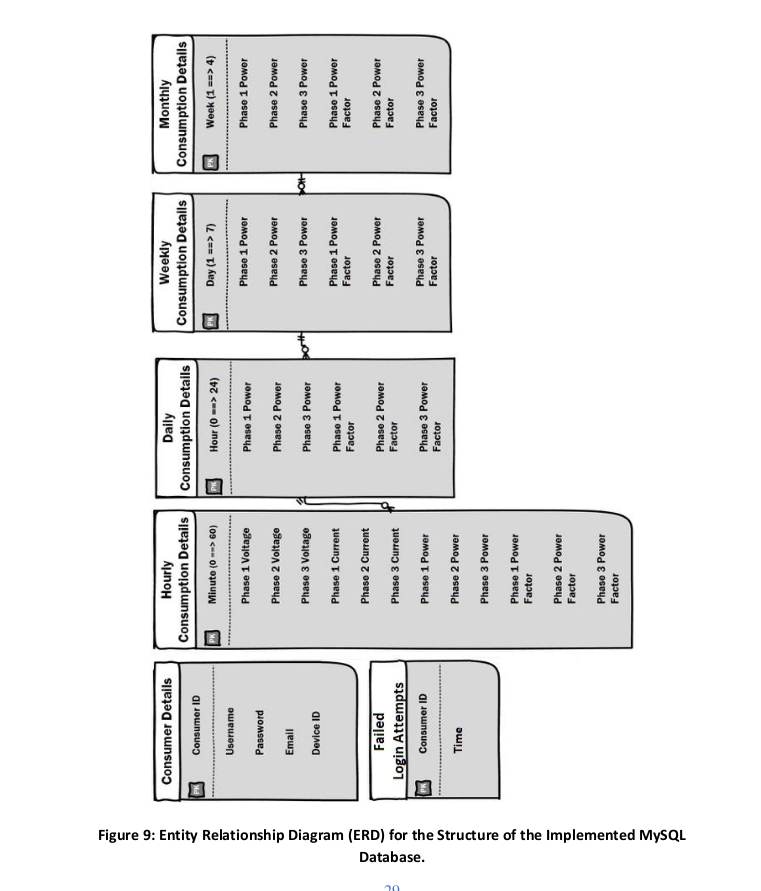 Consumer Details
PK
Consumer ID
Username
Password
Email
Device ID
Failed
Login Attempts
PK
Consumer ID
Time
Hourly
Consumption Details
PK
Minute (0 ==> 60)
Phase 1 Voltage
Phase 2 Voltage
Phase 3 Voltage
Phase 1 Current
Phase 2 Current
Phase 3 Current
Phase 1 Power
Phase 2 Power
Phase 3 Power
Phase 1 Power
Factor
Phase 2 Power
Factor
Phase 3 Power
Factor
Daily
Consumption Details
PK
Hour (0 ==> 24)
Phase 1 Power
Phase 2 Power
Phase 3 Power
Phase 1 Power
Factor
Phase 2 Power
Factor
Phase 3 Power
Factor
Weekly
Consumption Details
PK
Day (1 ==> 7)
Phase 1 Power
Phase 2 Power
Phase 3 Power
Phase 1 Power
Factor
Phase 2 Power
Factor
Phase 3 Power
Factor
Monthly
Consumption Details
PK
Week (1 ==> 4)
Phase 1 Power
Phase 2 Power
Phase 3 Power
Phase 1 Power
Factor
Phase 2 Power
Factor
Phase 3 Power
Factor
Figure 9: Entity Relationship Diagram (ERD) for the Structure of the Implemented MySQL
Database.
29